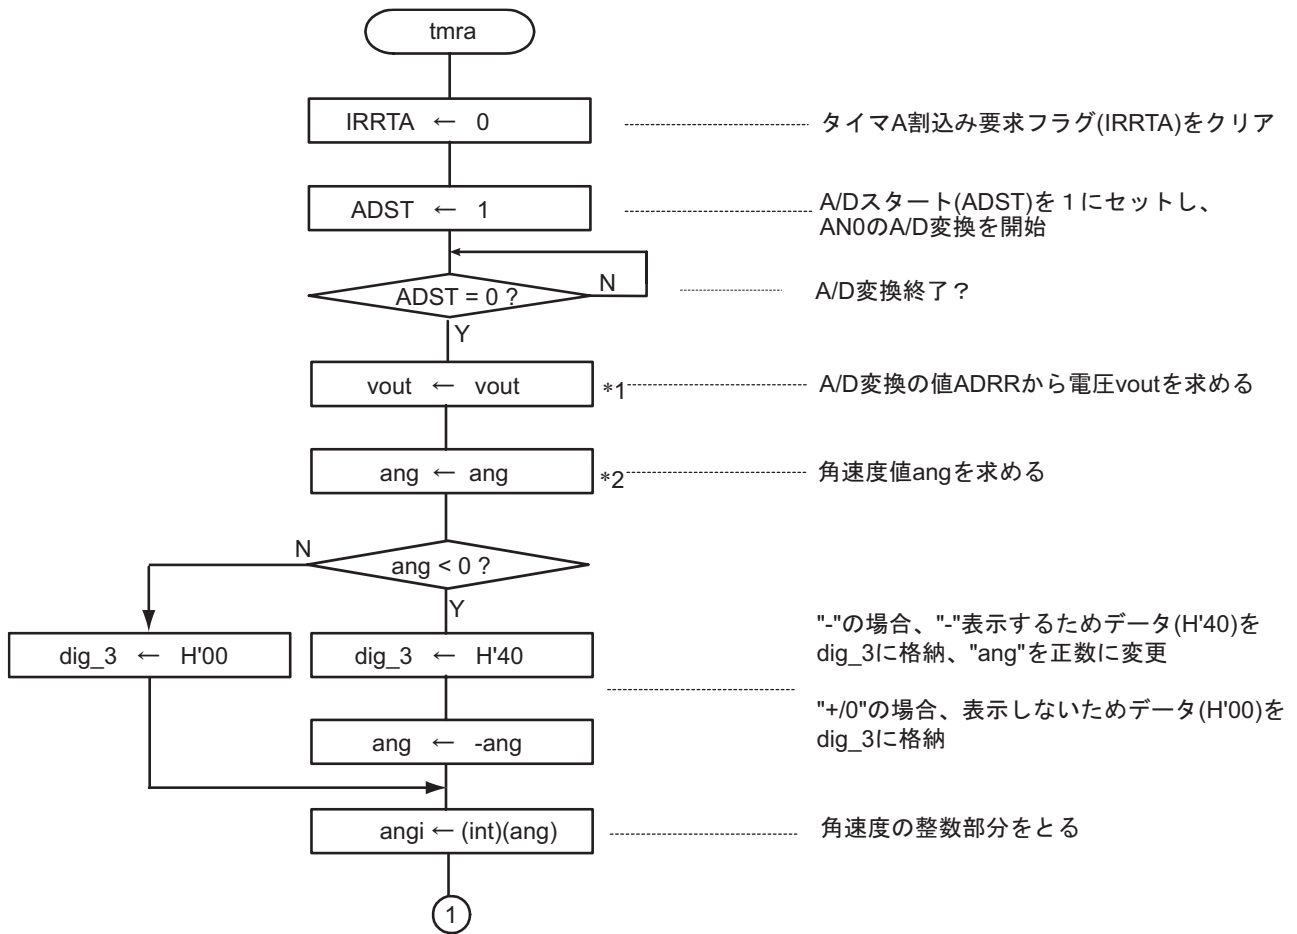 tmra
IRRTA ← 0
タイマA割込み要求フラグ(IRRTA)をクリア
ADST ← 1
A/Dスタート(ADST)を１にセットし、
AN0のA/D変換を開始
ADST = 0 ?
N
A/D変換終了？
Y
vout ← vout
*1
A/D変換の値ADRRから電圧voutを求める
ang ← ang
*2
角速度値angを求める
N
ang < 0 ?
Y
dig_3 ← H'00
dig_3 ← H'40
"-"の場合、"-"表示するためデータ(H'40)を
dig_3に格納、"ang"を正数に変更
"+/0"の場合、表示しないためデータ(H'00)を
dig_3に格納
ang ← -ang
angi ← (int)(ang)
角速度の整数部分をとる
1